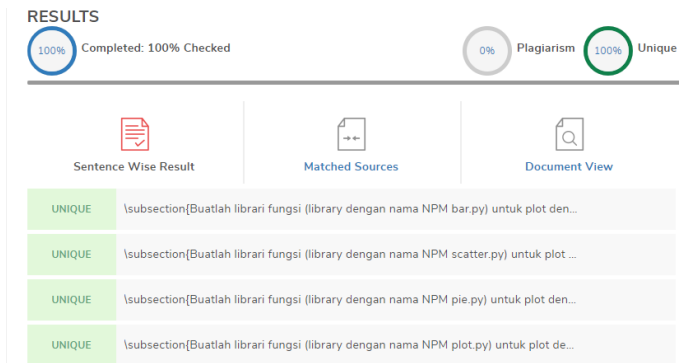 RESULTS
100% Completed: 100% Checked 0% Plagiarism 100% Unique
Sentence Wise Result Matched Sources Document View
UNIQUE \subsection{Buatlah librari fungsi (library dengan nama NPM bar.py) untuk plot den...
UNIQUE \subsection{Buatlah librari fungsi (library dengan nama NPM scatter.py) untuk plot ...
UNIQUE \subsection{Buatlah librari fungsi (library dengan nama NPM pie.py) untuk plot den...
UNIQUE \subsection{Buatlah librari fungsi (library dengan nama NPM plot.py) untuk plot de...